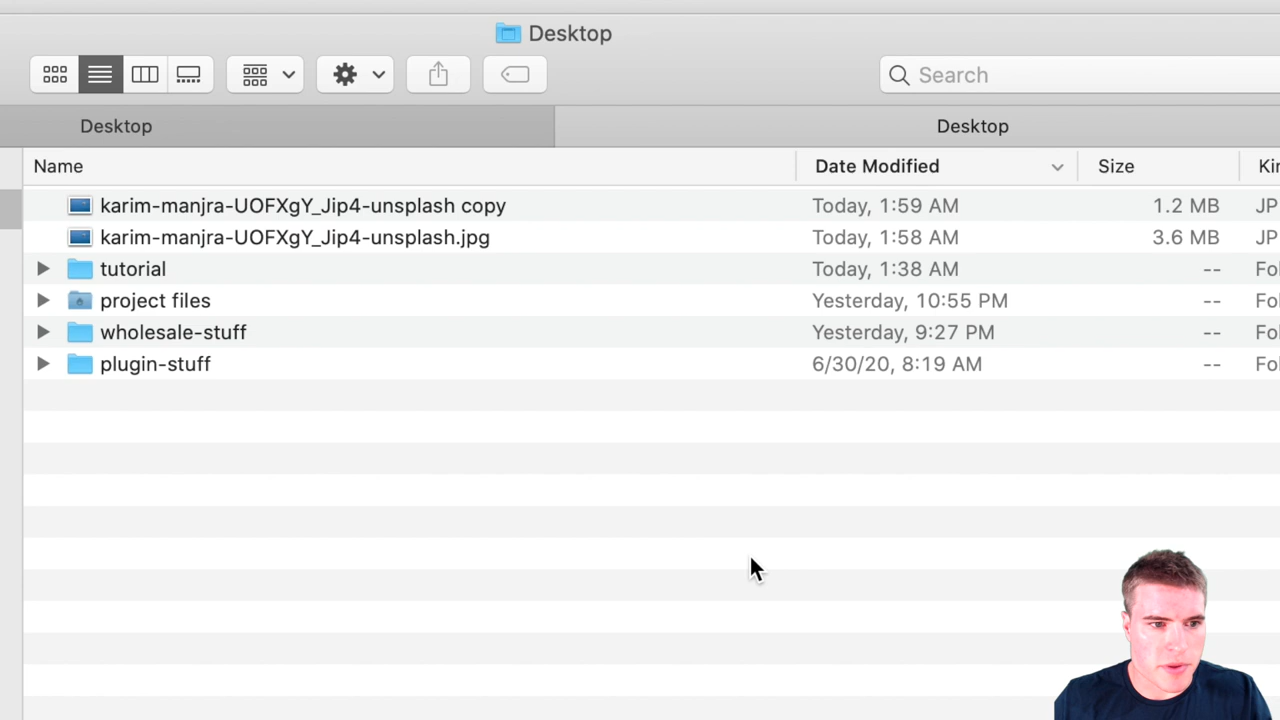 Desktop
Search
Desktop Desktop
Name Date Modified Size
karim-manjra-UOFXgY_Jip4-unsplash copy Today, 1:59 AM 1.2 MB JP
karim-manjra-UOFXgY_Jip4-unsplash.jpg Today, 1:58 AM 3.6 MB JP
tutorial Today, 1:38 AM --
project files Yesterday, 10:55 PM --
wholesale-stuff Yesterday, 9:27 PM --
plugin-stuff 6/30/20, 8:19 AM --